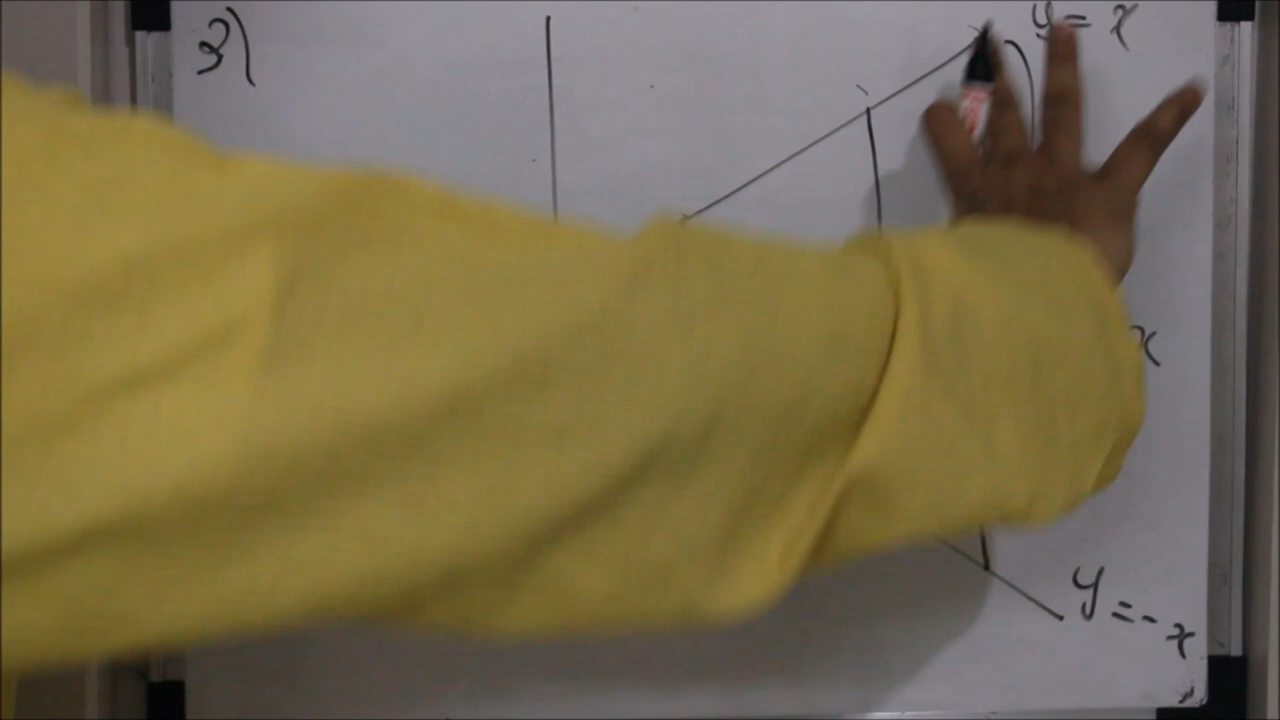 3)
y = x
x
y = -x